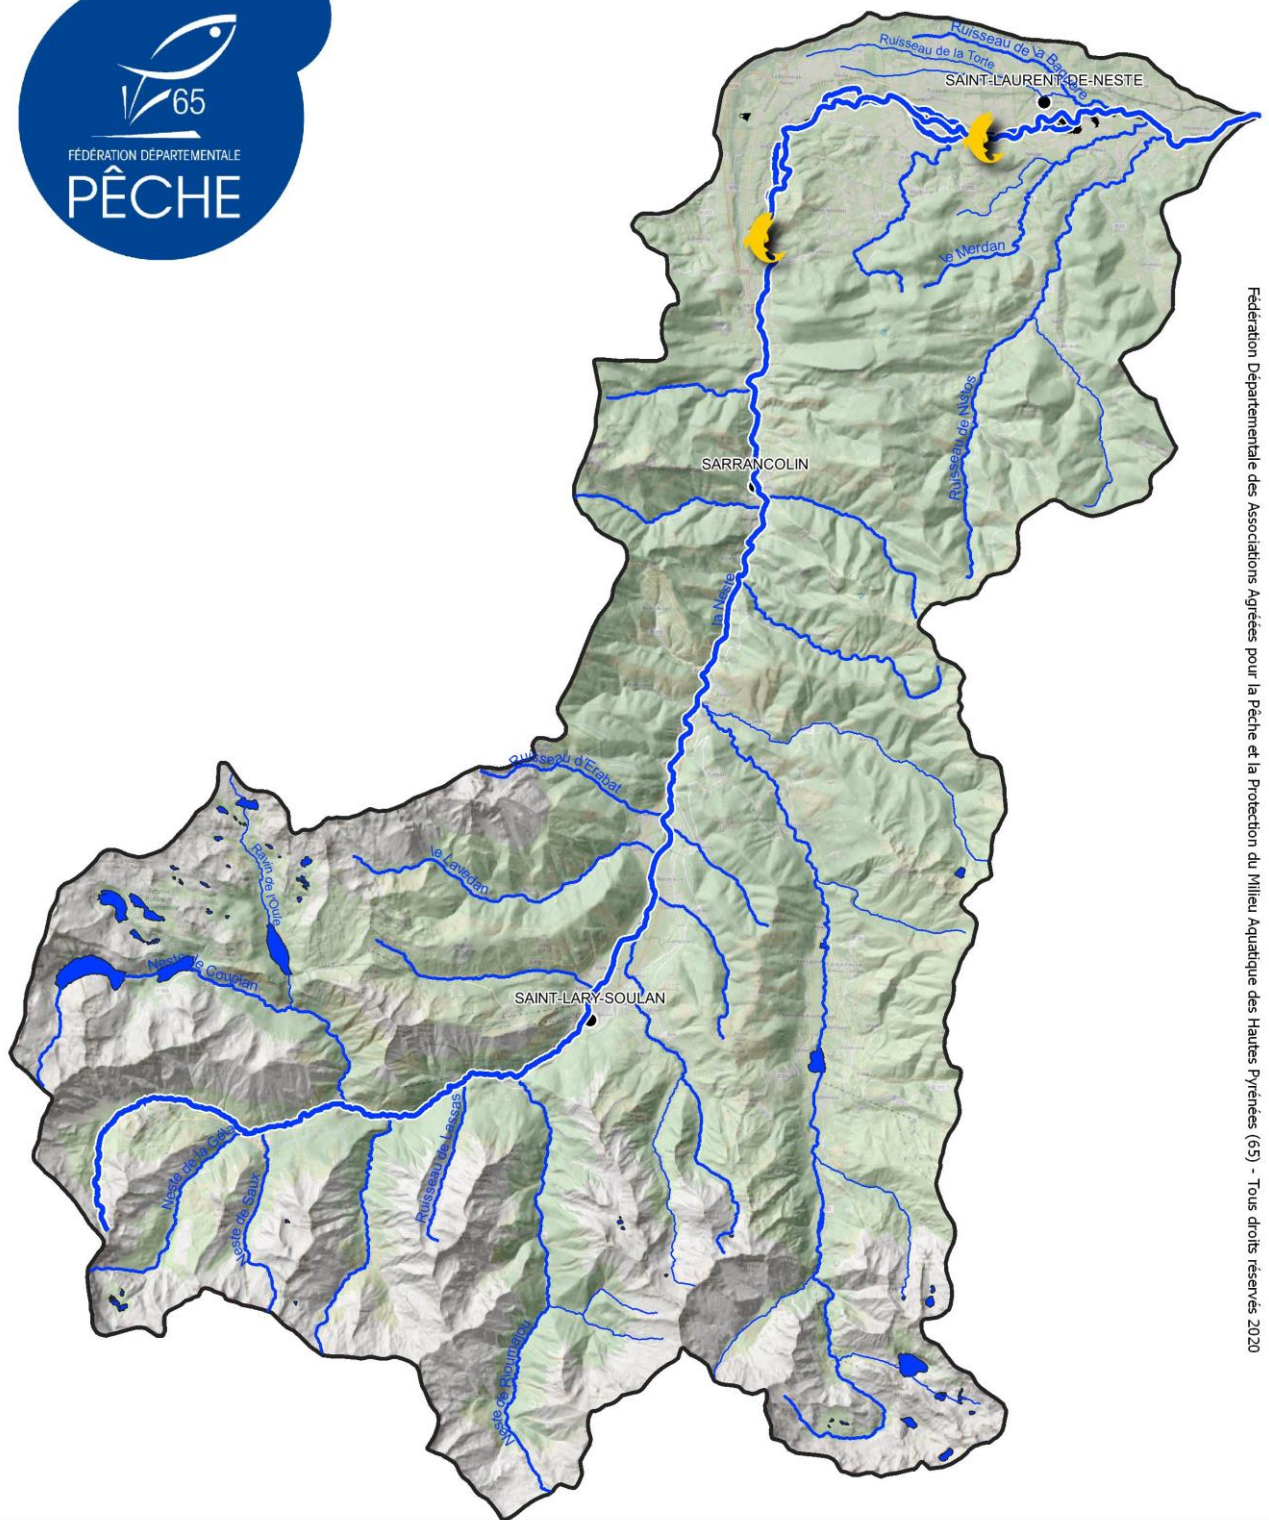 65
FÉDÉRATION DÉPARTEMENTALE
PÊCHE
Ruisseau de la Barière
Ruisseau de la Torte
SAINT-LAURENT-DE-NESTE
le Merdan
Ruisseau de Nistos
SARRANCOLIN
la Neste
Ruisseau d'Erabat
le Lavedan
Ravin de l'Oule
Neste de Couplan
SAINT-LARY-SOULAN
Ruisseau de Lassas
Neste de la Géla
Neste de Saux
Neste de Rioumajou
Fédération Départementale des Associations Agréées pour la Pêche et la Protection du Milieu Aquatique des Hautes Pyrénées (65) - Tous droits réservés 2020